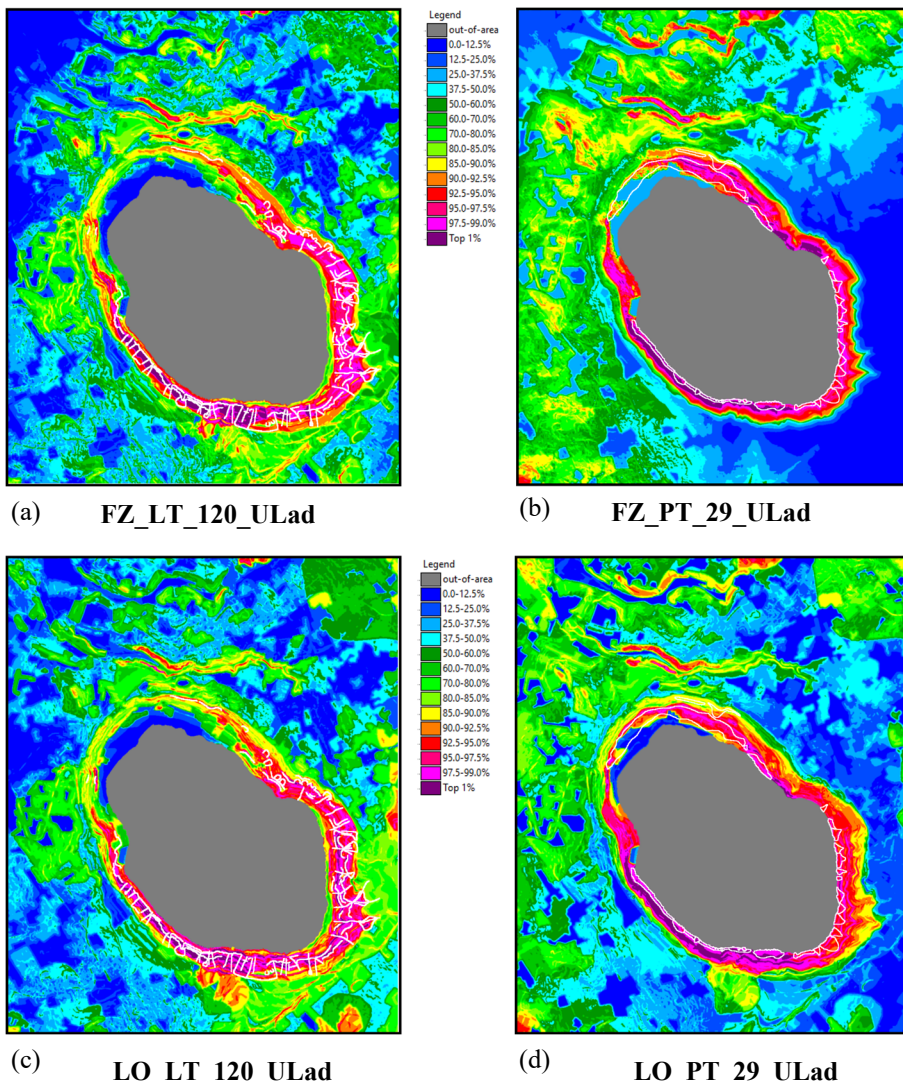 Legend
out-of-area
0.0-12.5%
12.5-25.0%
25.0-37.5%
37.5-50.0%
50.0-60.0%
60.0-70.0%
70.0-80.0%
80.0-85.0%
85.0-90.0%
90.0-92.5%
92.5-95.0%
95.0-97.5%
97.5-99.0%
Top 1%
(a) FZ_LT_120_ULad
(b) FZ_PT_29_ULad
Legend
out-of-area
0.0-12.5%
12.5-25.0%
25.0-37.5%
37.5-50.0%
50.0-60.0%
60.0-70.0%
70.0-80.0%
80.0-85.0%
85.0-90.0%
90.0-92.5%
92.5-95.0%
95.0-97.5%
97.5-99.0%
Top 1%
(c) LO_LT_120_ULad
(d) LO_PT_29_ULad